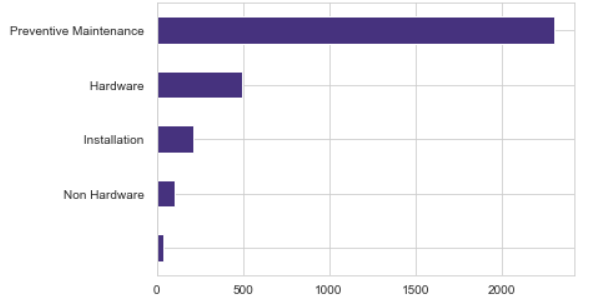 Preventive Maintenance
Hardware
Installation
Non Hardware
0 500 1000 1500 2000